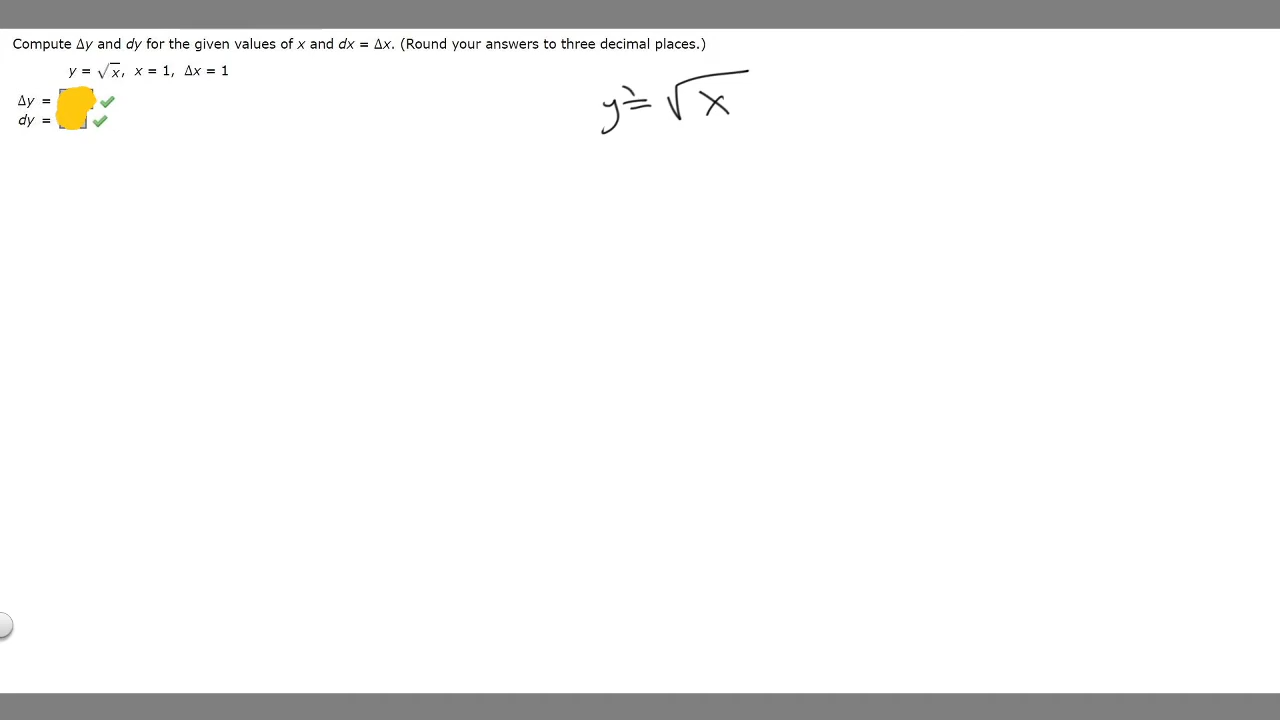 Compute Δy and dy for the given values of x and dx = Δx. (Round your answers to three decimal places.)
y = √x, x = 1, Δx = 1
Δy =
dy =
y = √x